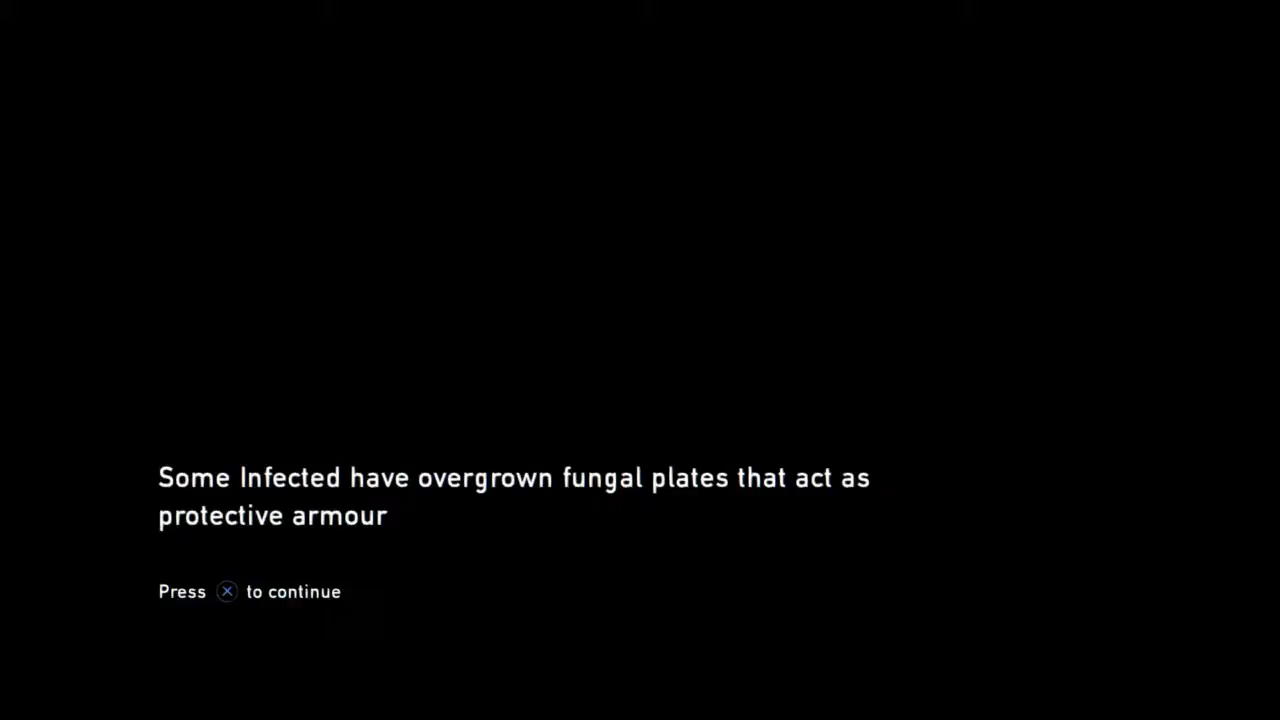 Some Infected have overgrown fungal plates that act as
protective armour
Press ⓧ to continue